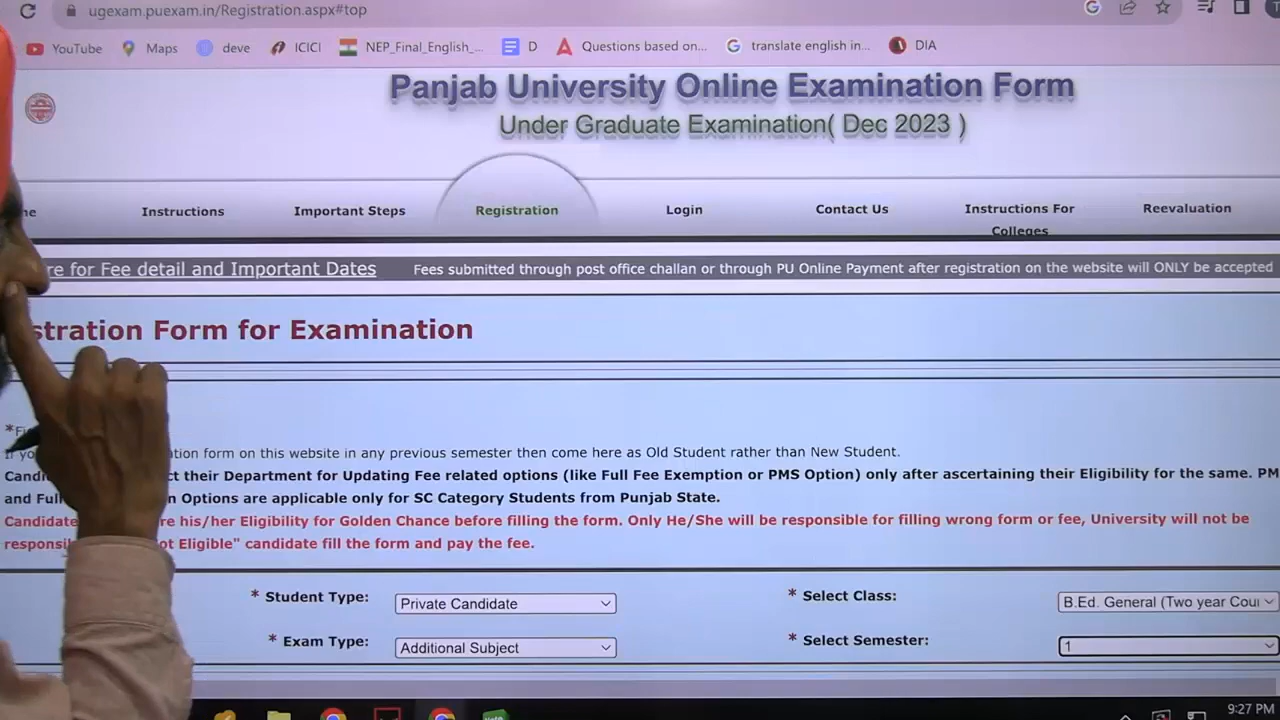 ugexam.puexam.in/Registration.aspx#top
YouTube Maps deve ICICI NEP_Final_English_... D Questions based on... translate english in... DIA
Panjab University Online Examination Form
Under Graduate Examination( Dec 2023 )
Instructions Important Steps Registration Login Contact Us Instructions For Colleges Reevaluation
re for Fee detail and Important Dates Fees submitted through post office challan or through PU Online Payment after registration on the website will ONLY be accepted
stration Form for Examination
form on this website in any previous semester then come here as Old Student rather than New Student.
their Department for Updating Fee related options (like Full Fee Exemption or PMS Option) only after ascertaining their Eligibility for the same. PM
and Options are applicable only for SC Category Students from Punjab State.
Candidate his/her Eligibility for Golden Chance before filling the form. Only He/She will be responsible for filling wrong form or fee, University will not be
ot Eligible" candidate fill the form and pay the fee.
* Student Type: Private Candidate * Select Class: B.Ed. General (Two year Cour
* Exam Type: Additional Subject * Select Semester: 1
9:27 PM